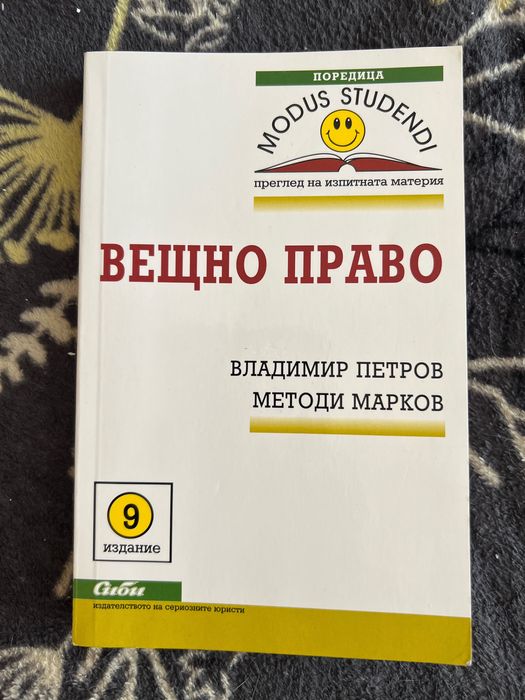 ПОРЕДИЦА
MODUS STUDENDI
преглед на изпитната материя
ВЕЩНО ПРАВО
ВЛАДИМИР ПЕТРОВ
МЕТОДИ МАРКОВ
9
издание
Сиби
издателството на сериозните юристи